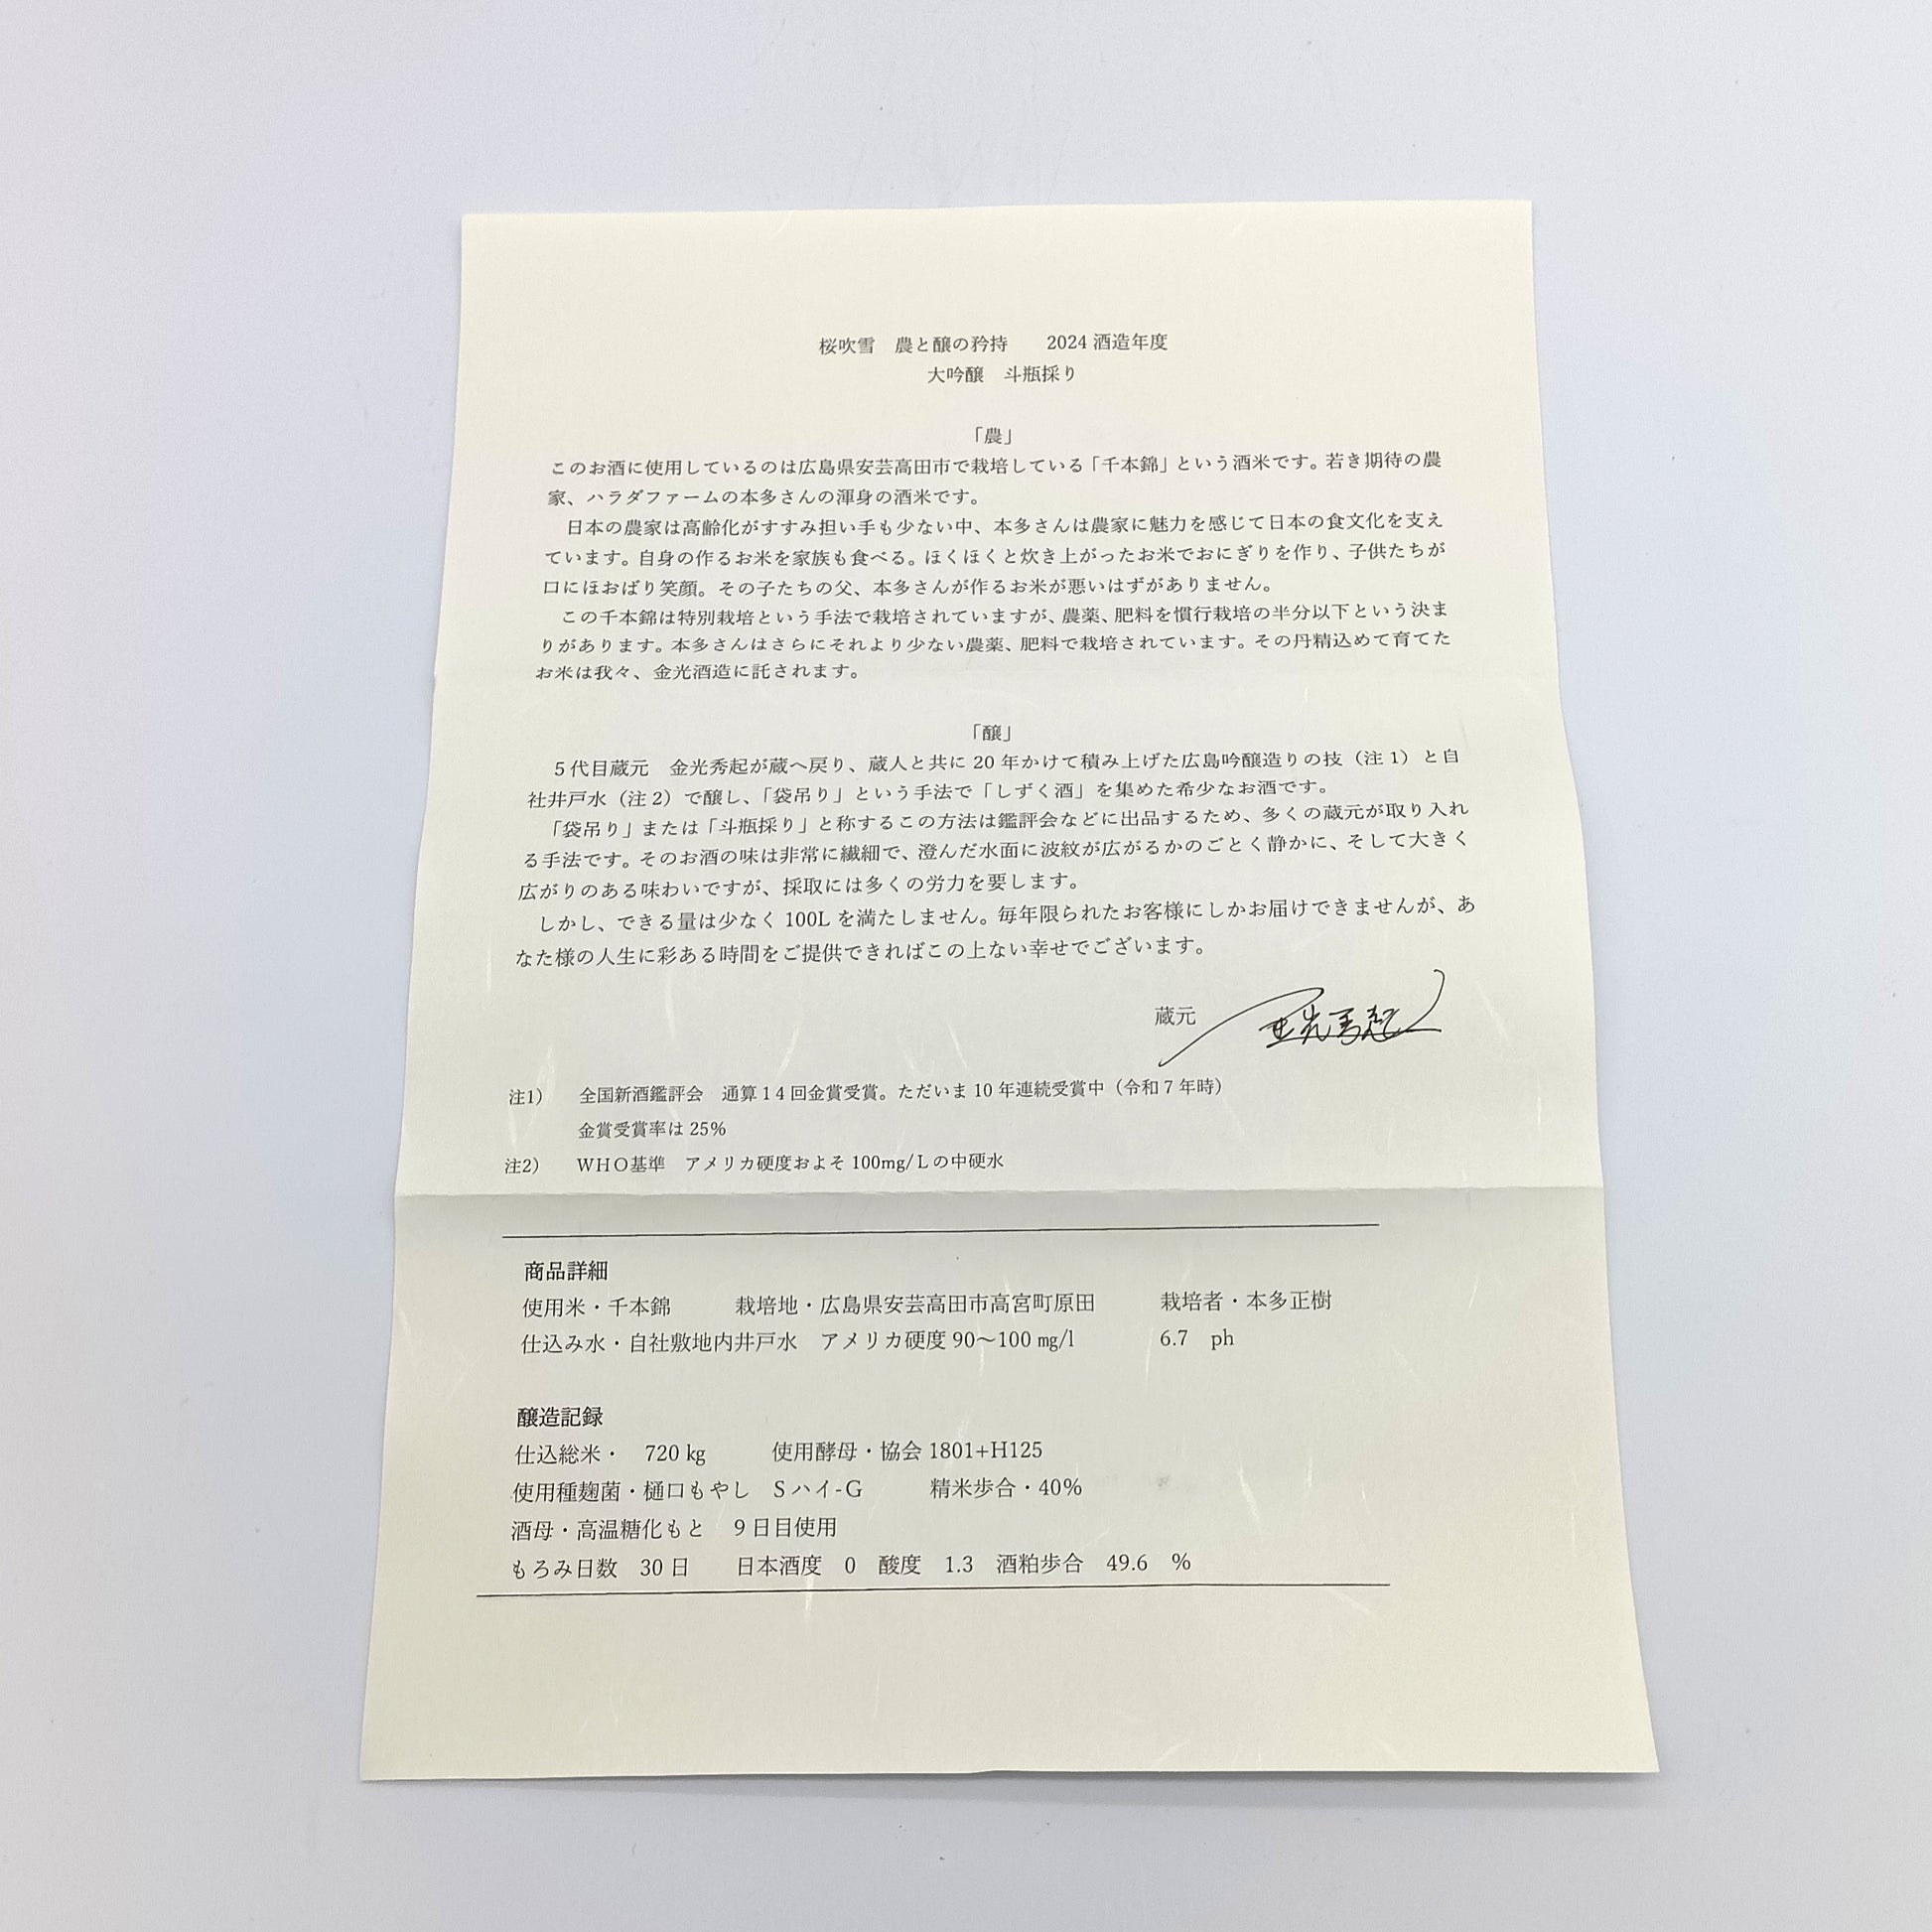 桜吹雪　農と醸の矜持　　2024 酒造年度
大吟醸　斗瓶採り
「農」
このお酒に使用しているのは広島県安芸高田市で栽培している「千本錦」という酒米です。若き期待の農
家、ハラダファームの本多さんの渾身の酒米です。
日本の農家は高齢化がすすみ担い手も少ない中、本多さんは農家に魅力を感じて日本の食文化を支え
ています。自身の作るお米を家族も食べる。ほくほくと炊き上がったお米でおにぎりを作り、子供たちが
口にほおばり笑顔。その子たちの父、本多さんが作るお米が悪いはずがありません。
この千本錦は特別栽培という手法で栽培されていますが、農薬、肥料を慣行栽培の半分以下という決ま
りがあります。本多さんはさらにそれより少ない農薬、肥料で栽培されています。その丹精込めて育てた
お米は我々、金光酒造に託されます。
「醸」
５代目蔵元　金光秀起が蔵へ戻り、蔵人と共に 20 年かけて積み上げた広島吟醸造りの技（注 1）と自
社井戸水（注 2）で醸し、「袋吊り」という手法で「しずく酒」を集めた希少なお酒です。
「袋吊り」または「斗瓶採り」と称するこの方法は鑑評会などに出品するため、多くの蔵元が取り入れ
る手法です。そのお酒の味は非常に繊細で、澄んだ水面に波紋が広がるかのごとく静かに、そして大きく
広がりのある味わいですが、採取には多くの労力を要します。
しかし、できる量は少なく 100L を満たしません。毎年限られたお客様にしかお届けできませんが、あ
なた様の人生に彩ある時間をご提供できればこの上ない幸せでございます。
蔵元　金光秀起
注1）　全国新酒鑑評会　通算１４回金賞受賞。ただいま 10 年連続受賞中（令和 7 年時）
金賞受賞率は 25%
注2）　ＷＨＯ基準　アメリカ硬度およそ 100mg/Ｌの中硬水
商品詳細
使用米・千本錦　　栽培地・広島県安芸高田市高宮町原田　　栽培者・本多正樹
仕込み水・自社敷地内井戸水　アメリカ硬度 90～100 ㎎/l　　6.7　ph
醸造記録
仕込総米・　720 ㎏　　使用酵母・協会 1801+H125
使用種麹菌・樋口もやし　Ｓハイ-Ｇ　　精米歩合・40%
酒母・高温糖化もと　９日目使用
もろみ日数　30 日　　日本酒度　0　酸度　1.3　酒粕歩合　49.6　%